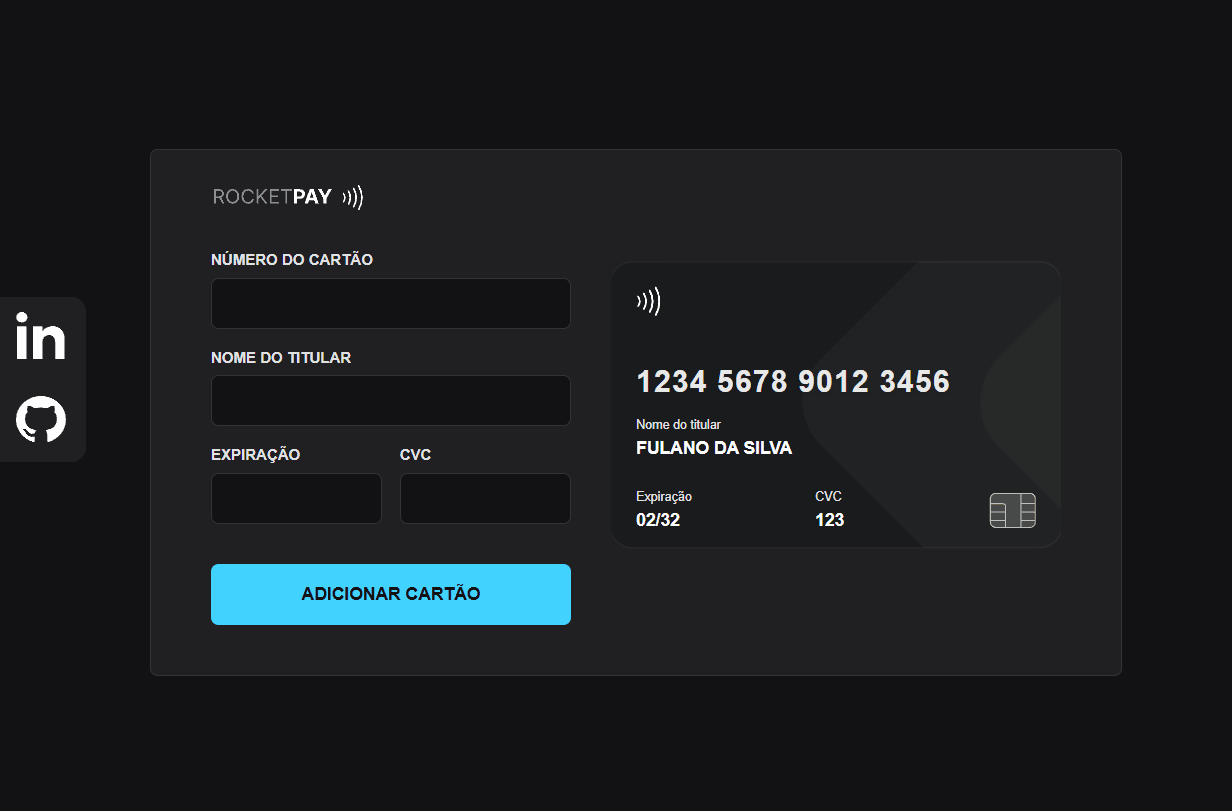 ROCKETPAY
NÚMERO DO CARTÃO
NOME DO TITULAR
EXPIRAÇÃO CVC
ADICIONAR CARTÃO
1234 5678 9012 3456
Nome do titular
FULANO DA SILVA
Expiração CVC
02/32 123
in